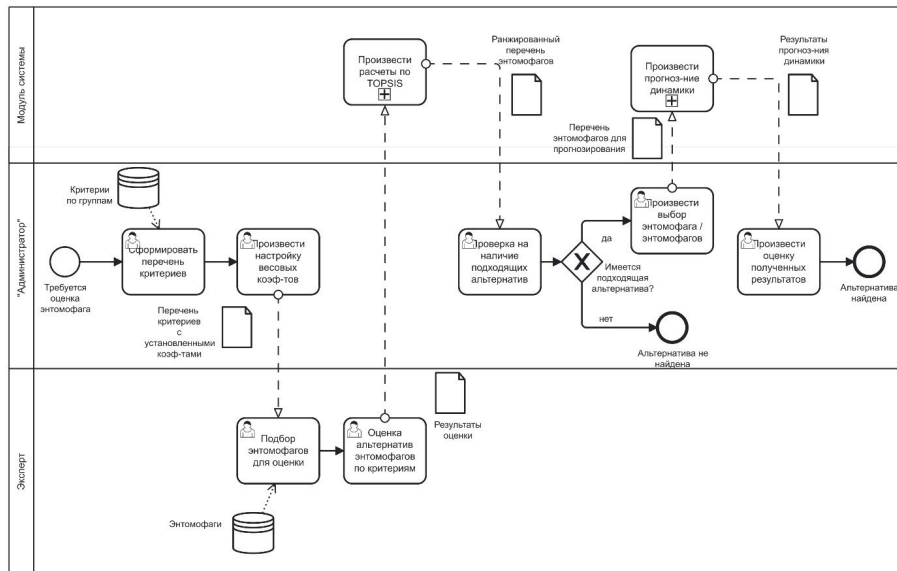 Модуль системы
Произвести
расчеты по
TOPSIS
Ранжированный
перечень
энтомофагов
Произвести
прогноз-ние
динамики
Результаты
прогноз-ния
динамики
Перечень
энтомофагов для
прогнозирования
"Администратор"
Критерии
по группам
Требуется
оценка
энтомофага
Сформировать
перечень
критериев
Произвести
настройку
весовых
коэф-тов
Перечень
критериев
с
установленными
коэф-тами
Проверка на
наличие
подходящих
альтернатив
да
Имеется
подходящая
альтернатива?
нет
Произвести
выбор
энтомофага /
энтомофагов
Альтернатива не
найдена
Произвести
оценку
полученных
результатов
Альтернатива
найдена
Эксперт
Подбор
энтомофагов
для оценки
Оценка
альтернатив
энтомофагов
по критериям
Результаты
оценки
Энтомофаги